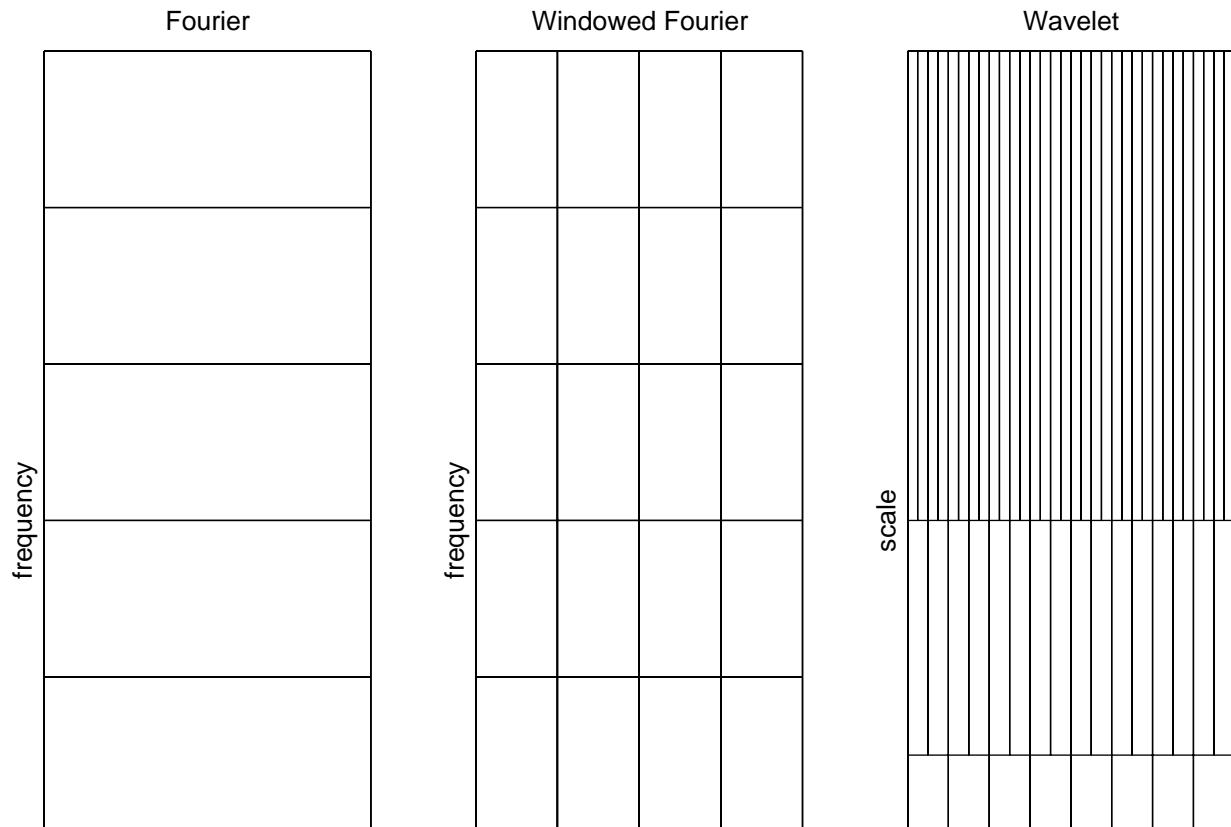 Fourier
Windowed Fourier
Wavelet
frequency
frequency
scale